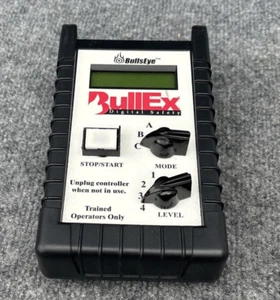 BullsEye™
BullEx
Digital Safety
A
B
C
STOP/START
MODE
Unplug controller
when not in use.
1
2
3
4
Trained
Operators Only
LEVEL